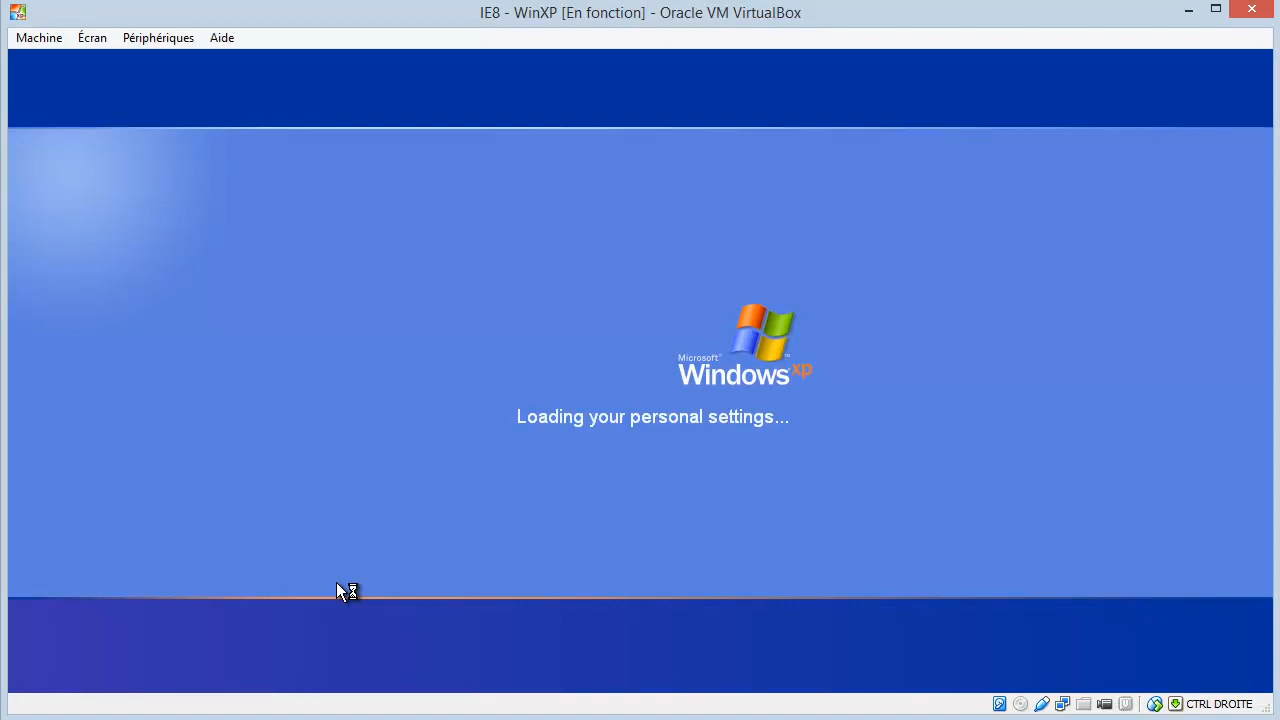 IE8 - WinXP [En fonction] - Oracle VM VirtualBox
Machine Écran Périphériques Aide
Microsoft®
Windows xp
Loading your personal settings...
CTRL DROITE